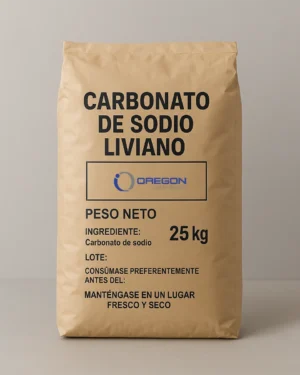 CARBONATO
DE SODIO
LIVIANO
OREGON
PESO NETO
INGREDIENTE:
Carbonato de sodio
25 kg
LOTE:
CONSÚMASE PREFERENTEMENTE
ANTES DEL:
MANTÉNGASE EN UN LUGAR
FRESCO Y SECO